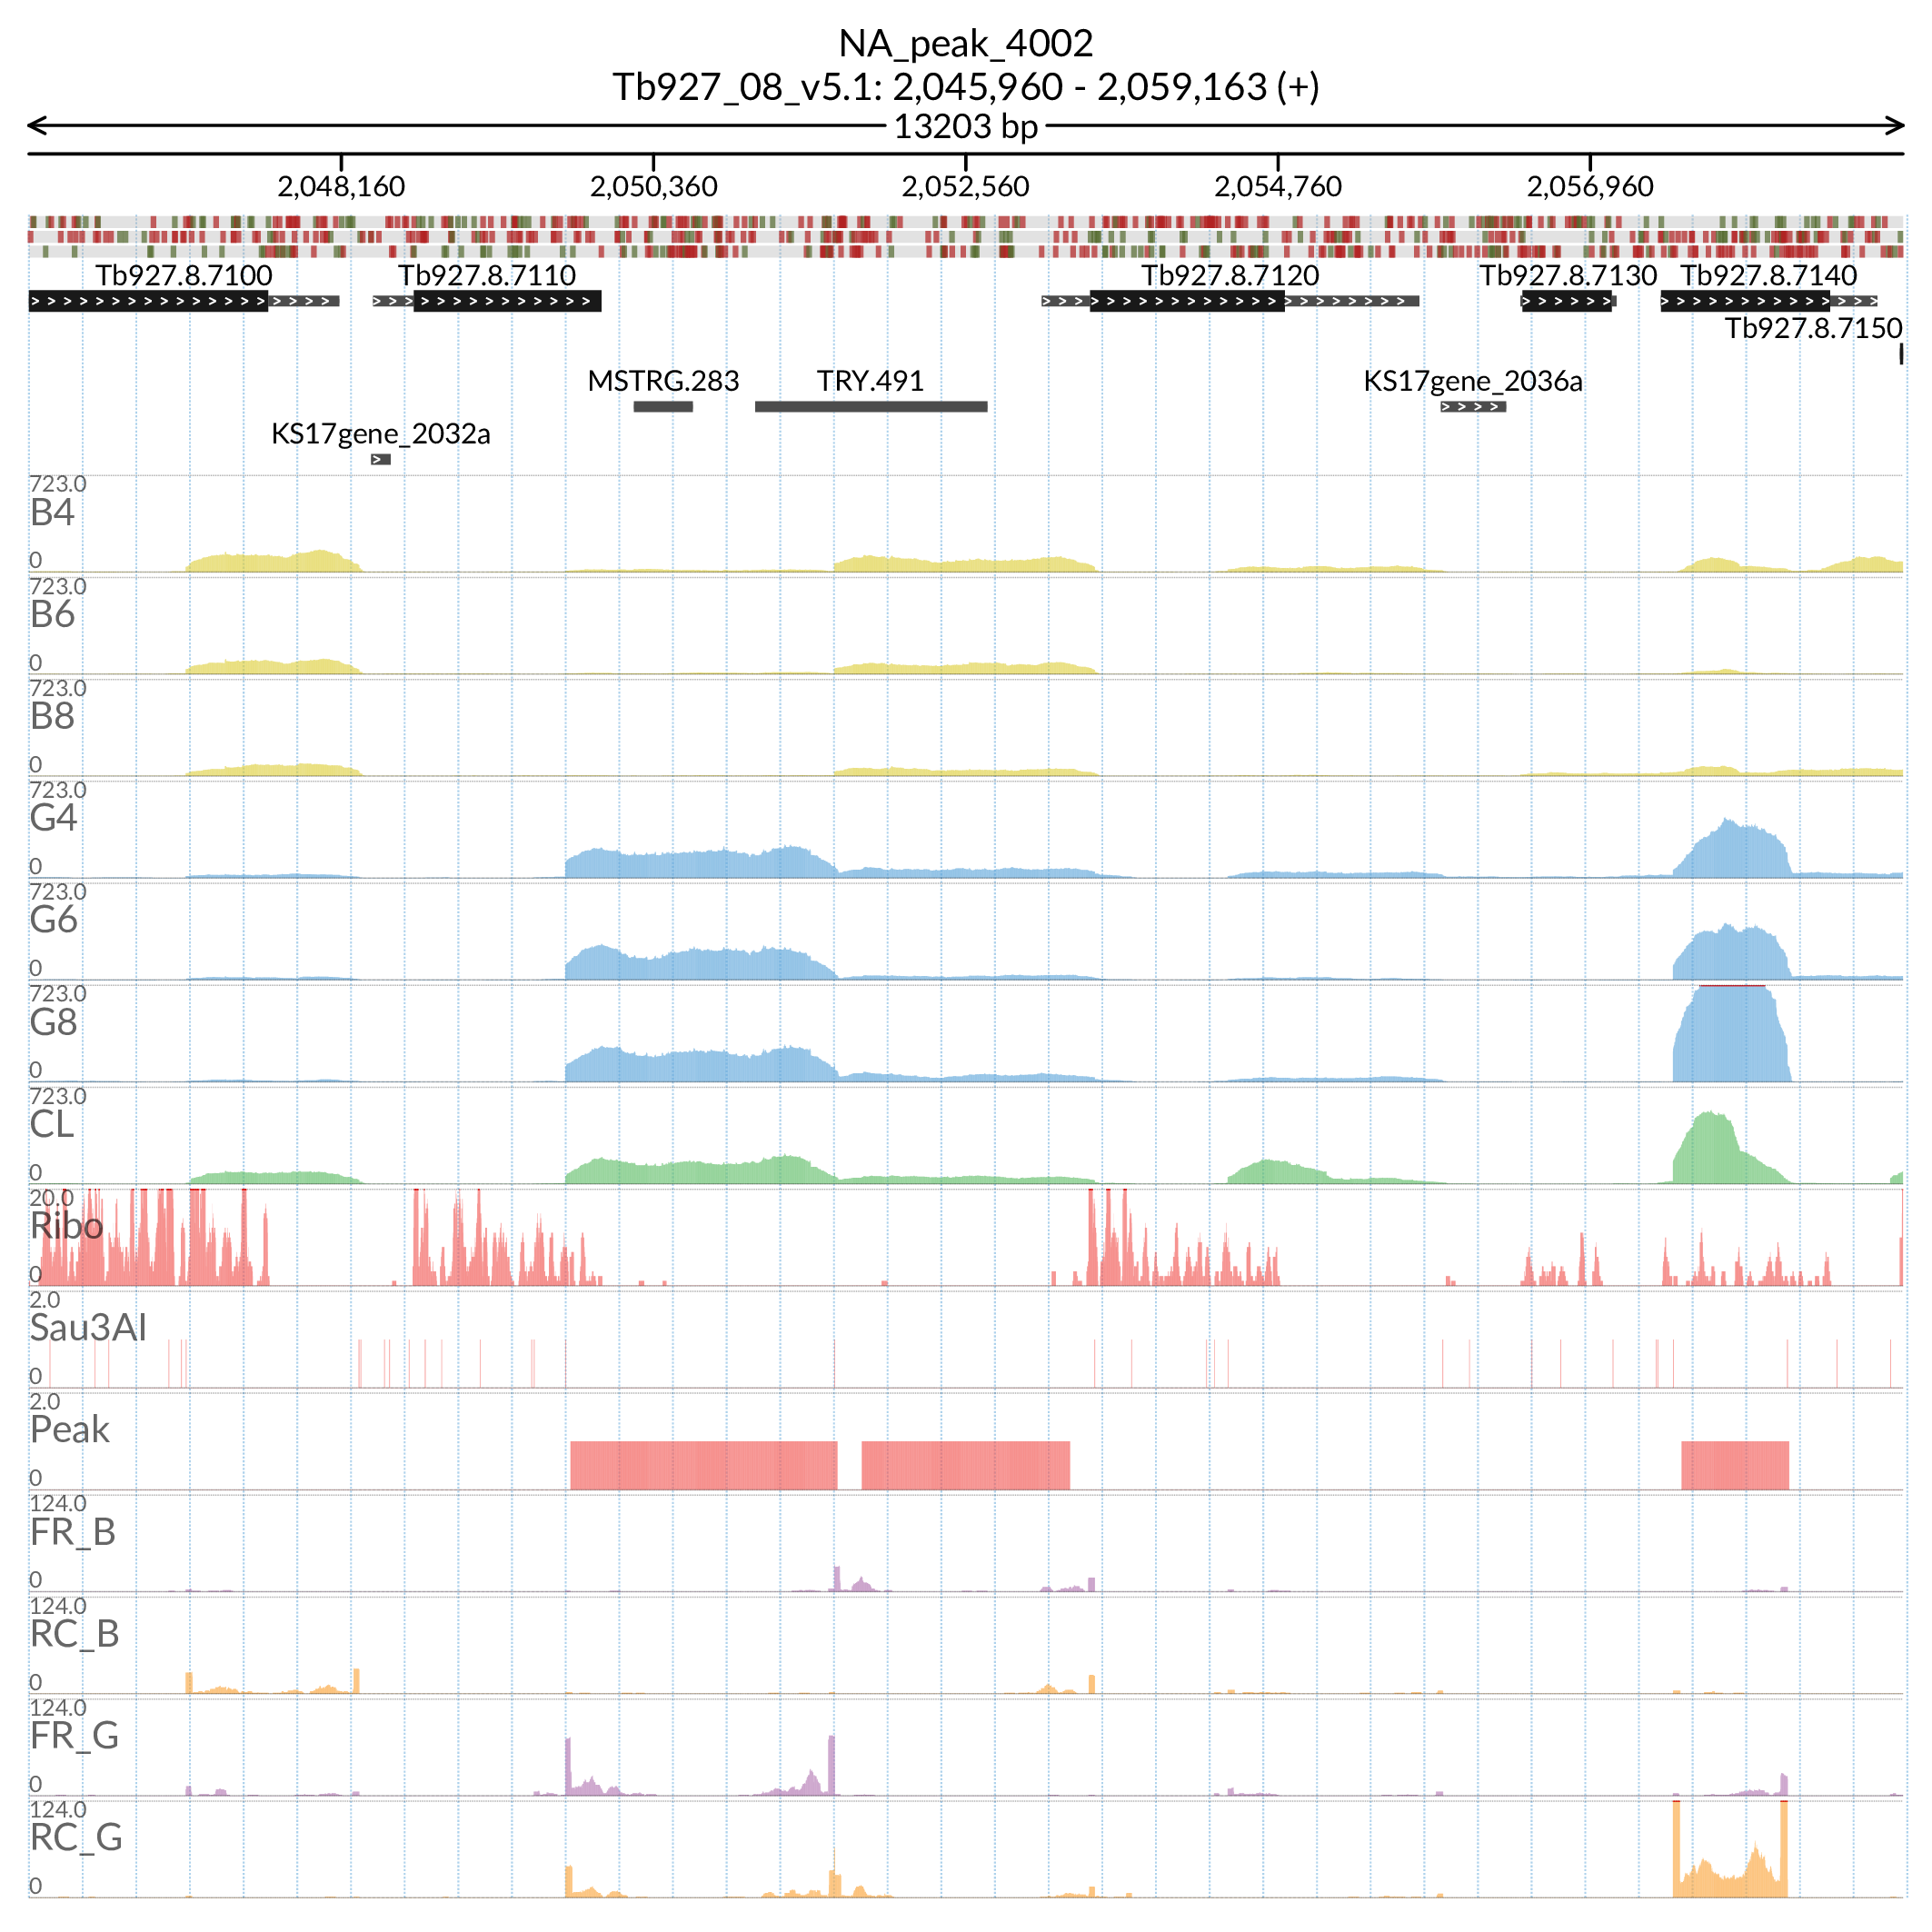 NA_peak_4002
Tb927_08_v5.1: 2,045,960 - 2,059,163 (+)
13203 bp
2,048,160 2,050,360 2,052,560 2,054,760 2,056,960
Tb927.8.7100 Tb927.8.7110 Tb927.8.7120 Tb927.8.7130 Tb927.8.7140
Tb927.8.7150
MSTRG.283 TRY.491 KS17gene_2036a
KS17gene_2032a
723.0
B4
0
723.0
B6
0
723.0
B8
0
723.0
G4
0
723.0
G6
0
723.0
G8
0
723.0
CL
0
20.0
Ribo
0
2.0
Sau3AI
0
2.0
Peak
0
124.0
FR_B
0
124.0
RC_B
0
124.0
FR_G
0
124.0
RC_G
0